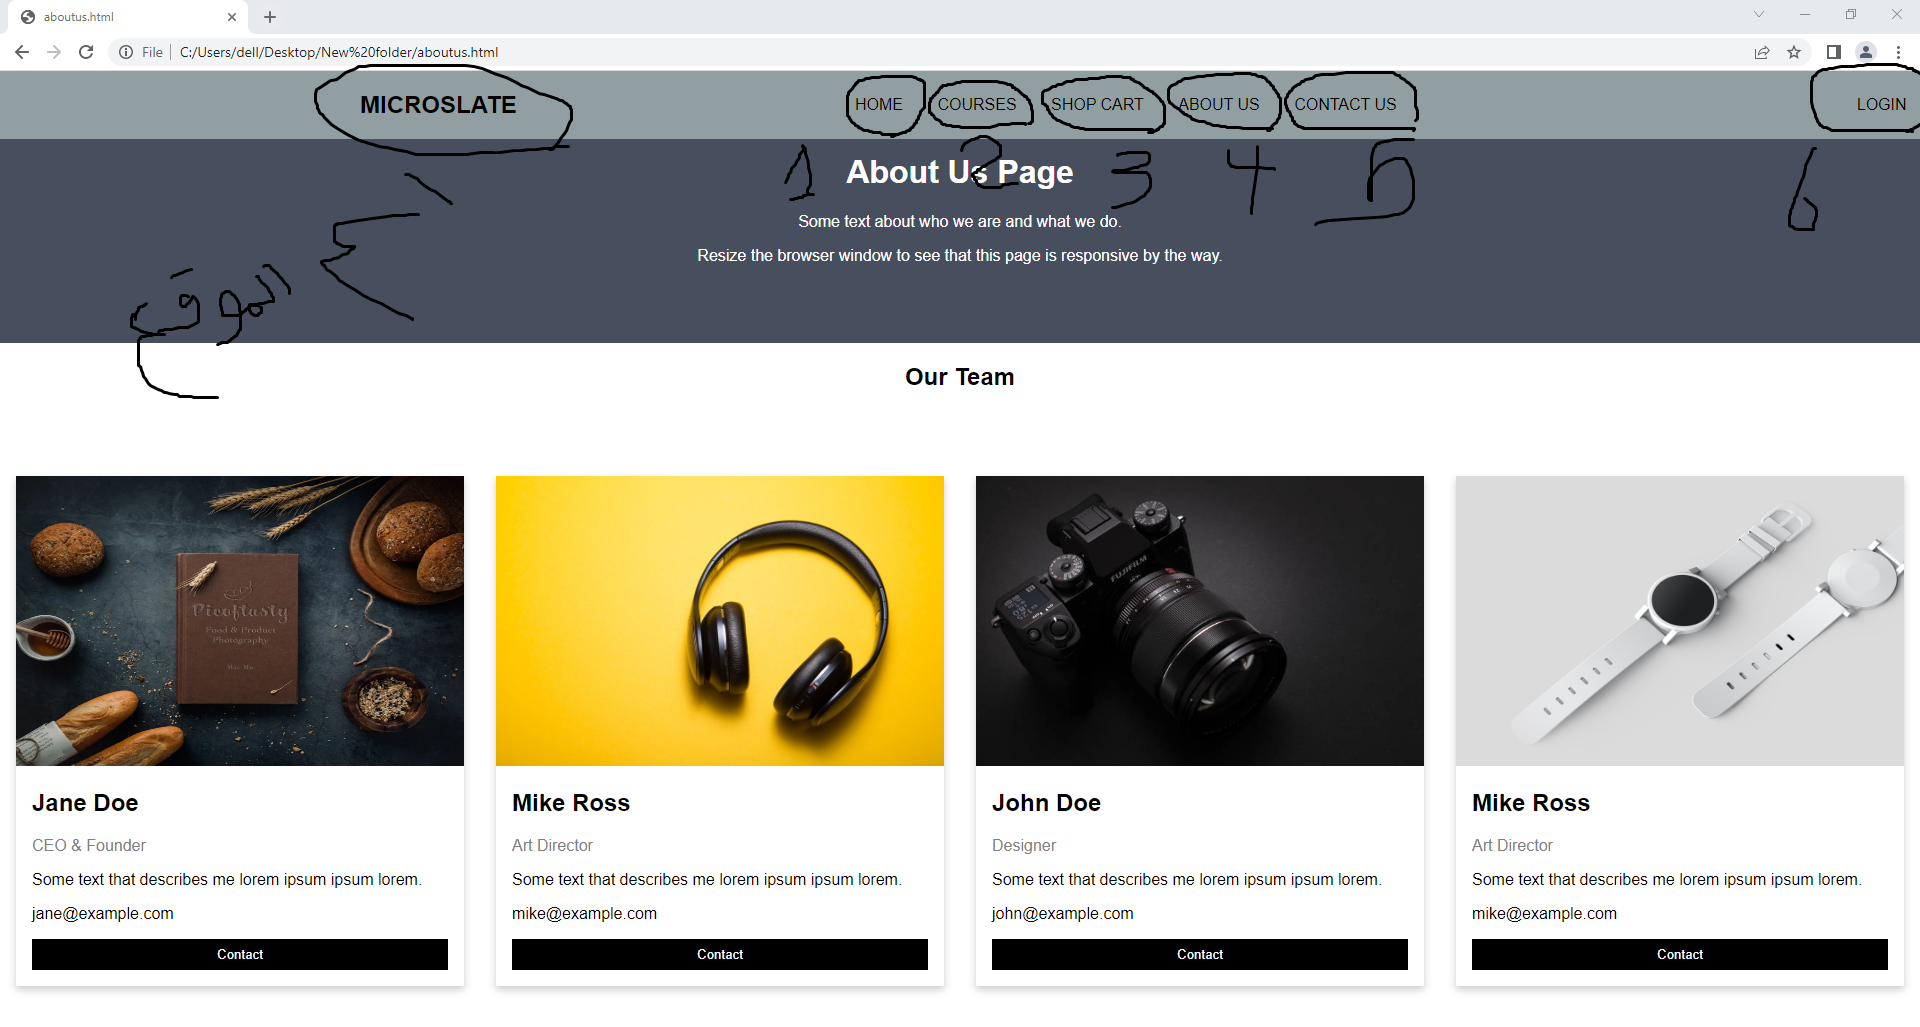 aboutus.html
File | C:/Users/dell/Desktop/New%20folder/aboutus.html
MICROSLATE HOME COURSES SHOP CART ABOUT US CONTACT US LOGIN
1 2 3 4 5 6
About Us Page
Some text about who we are and what we do.
Resize the browser window to see that this page is responsive by the way.
Our Team
Picoftasty
Food & Product
Photography
FUJIFILM
Jane Doe
CEO & Founder
Some text that describes me lorem ipsum ipsum lorem.
jane@example.com
Contact
Mike Ross
Art Director
Some text that describes me lorem ipsum ipsum lorem.
mike@example.com
Contact
John Doe
Designer
Some text that describes me lorem ipsum ipsum lorem.
john@example.com
Contact
Mike Ross
Art Director
Some text that describes me lorem ipsum ipsum lorem.
mike@example.com
Contact